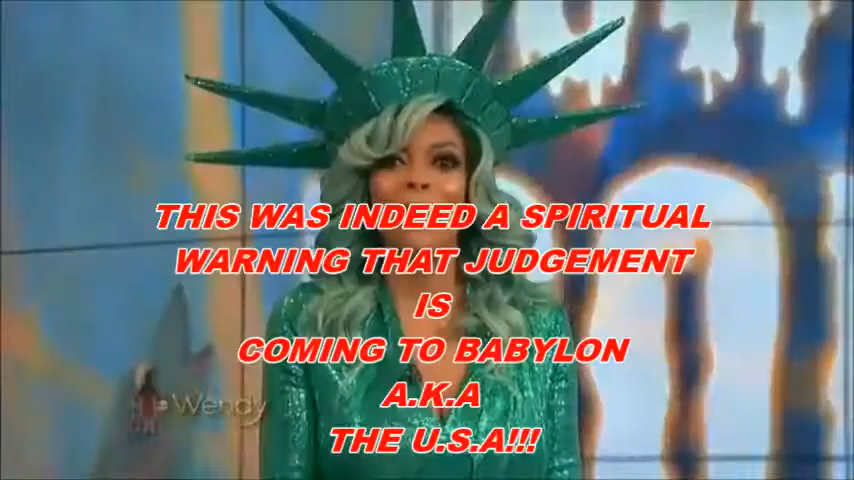 THIS WAS INDEED A SPIRITUAL
WARNING THAT JUDGEMENT
IS
COMING TO BABYLON
A.K.A
THE U.S.A!!!
Wendy